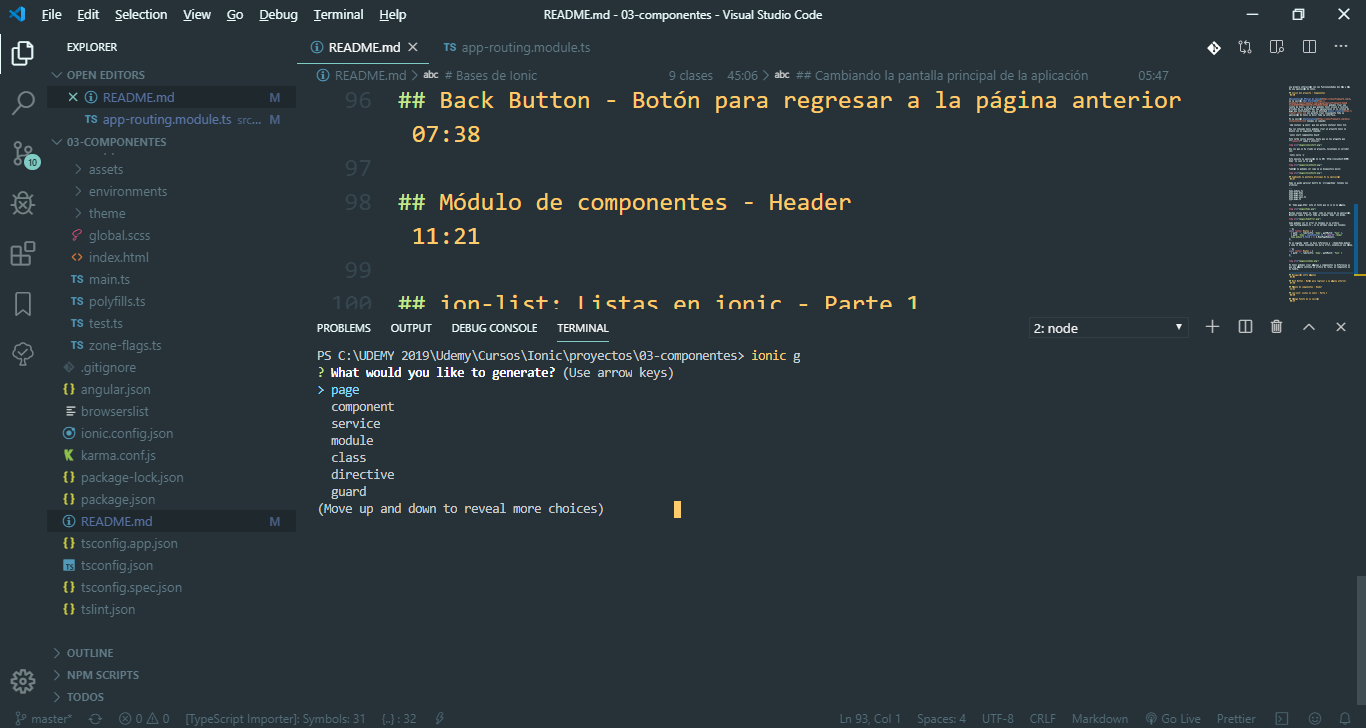 File Edit Selection View Go Debug Terminal Help README.md - 03-componentes - Visual Studio Code
EXPLORER
OPEN EDITORS
README.md M
TS app-routing.module.ts src... M
03-COMPONENTES
assets
environments
theme
global.scss
index.html
TS main.ts
TS polyfills.ts
TS test.ts
TS zone-flags.ts
.gitignore
{} angular.json
browserslist
ionic.config.json
karma.conf.js
{} package-lock.json
{} package.json
README.md M
{} tsconfig.app.json
TS tsconfig.json
{} tsconfig.spec.json
{} tslint.json
OUTLINE
NPM SCRIPTS
TODOS
10
README.md TS app-routing.module.ts
README.md > abc # Bases de Ionic 9 clases 45:06 > abc ## Cambiando la pantalla principal de la aplicación 05:47
96 ## Back Button - Botón para regresar a la página anterior
07:38
97
98 ## Módulo de componentes - Header
11:21
99
100 ## ion-list: Listas en ionic - Parte 1
PROBLEMS OUTPUT DEBUG CONSOLE TERMINAL 2: node
PS C:\UDEMY 2019\Udemy\Cursos\Ionic\proyectos\03-componentes> ionic g
? What would you like to generate? (Use arrow keys)
> page
component
service
module
class
directive
guard
(Move up and down to reveal more choices)
master* 0 0 [TypeScript Importer]: Symbols: 31 {..} : 32 Ln 93, Col 1 Spaces: 4 UTF-8 CRLF Markdown Go Live Prettier